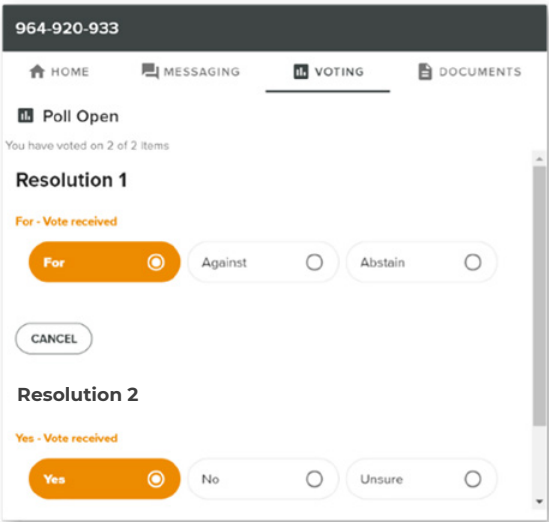 964-920-933
HOME MESSAGING VOTING DOCUMENTS
Poll Open
You have voted on 2 of 2 Items
Resolution 1
For - Vote received
For Against Abstain
CANCEL
Resolution 2
Yes - Vote received
Yes No Unsure